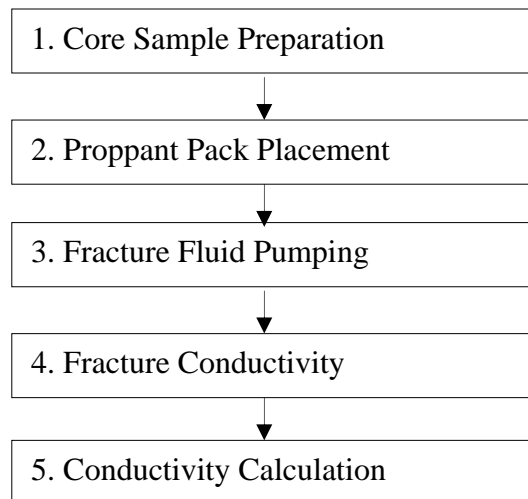 1. Core Sample Preparation
2. Proppant Pack Placement
3. Fracture Fluid Pumping
4. Fracture Conductivity
5. Conductivity Calculation